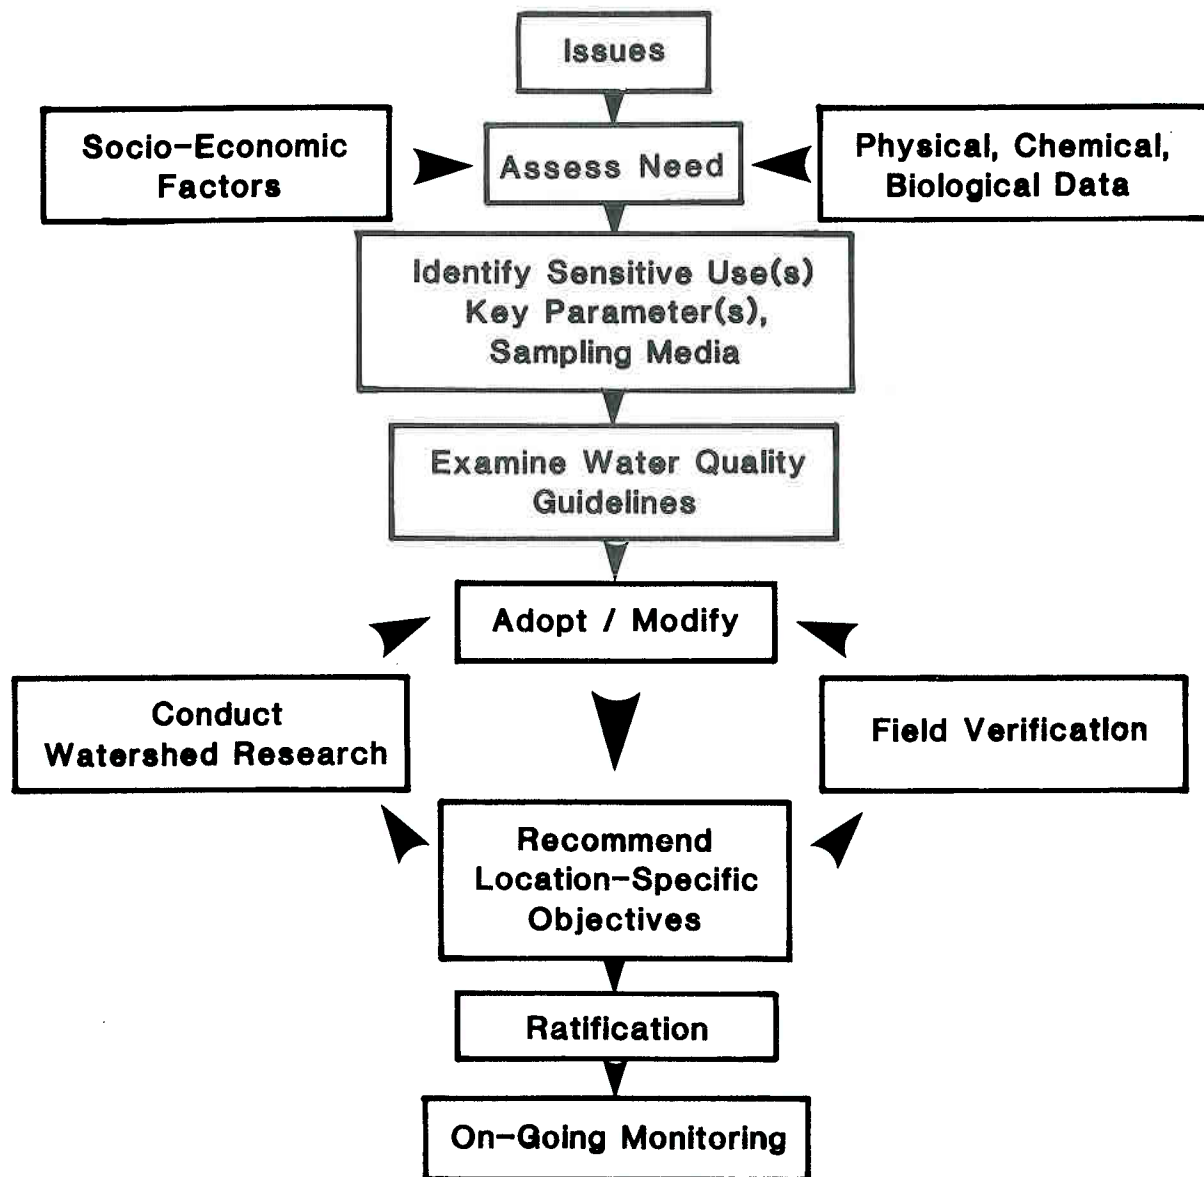 Issues
Socio-Economic
Factors
Assess Need
Physical, Chemical,
Biological Data
Identify Sensitive Use(s)
Key Parameter(s),
Sampling Media
Examine Water Quality
Guidelines
Adopt / Modify
Conduct
Watershed Research
Field Verification
Recommend
Location-Specific
Objectives
Ratification
On-Going Monitoring